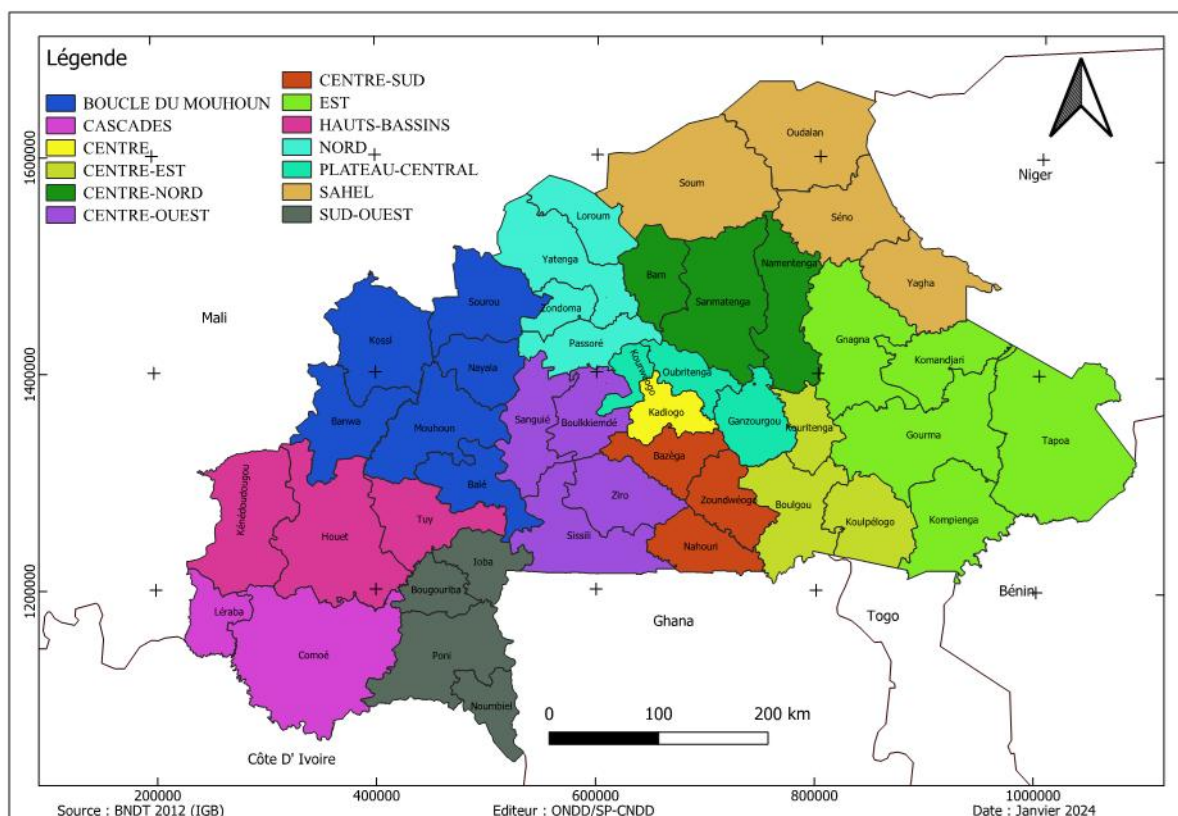 Légende
BOUCLE DU MOUHOUN
CASCADES
CENTRE
CENTRE-EST
CENTRE-NORD
CENTRE-OUEST
CENTRE-SUD
EST
HAUTS-BASSINS
NORD
PLATEAU-CENTRAL
SAHEL
SUD-OUEST
1600000
1400000
1200000
Oudalan
Soum
Niger
Séno
Loroum
Yatenga
Bam
Sanmatenga
Namentenga
Yagha
Sourou
Zondoma
Mali
Kossi
Passoré
Gnagna
Komandjari
Nayala
Kourwéogo
Oubritenga
Banwa
Mouhoun
Sanguié
Boulkkiemdé
Kadiogo
Ganzourgou
Kouritenga
Gourma
Tapoa
Bazèga
Kénédoudougou
Balé
Ziro
Zoundwéogo
Boulgou
Koulpélogo
Kompienga
Houet
Tuy
Sissili
Nahouri
Ioba
Bougouriba
Léraba
Ghana
Togo
Bénin
Comoé
Poni
Noumbiel
0 100 200 km
Côte D' Ivoire
200000 400000 600000 800000 1000000
Source : BNDT 2012 (IGB) Editeur : ONDD/SP-CNDD Date : Janvier 2024